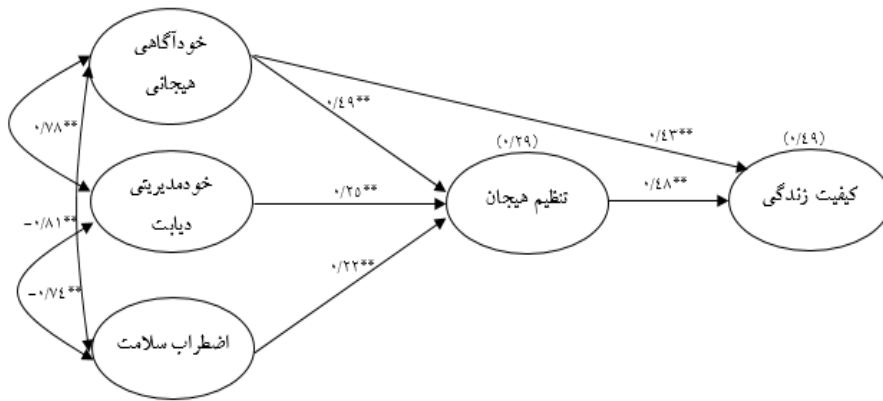 خودآگاهی
هیجانی
۰/۷۸**
۰/۴۹**
۰/۴۳**
(۰/۲۹)
(۰/۴۹)
خودمدیریتی
دیابت
۰/۲۵**
تنظیم هیجان
۰/۴۸**
کیفیت زندگی
-۰/۸۱**
-۰/۷۴**
۰/۲۲**
اضطراب سلامت